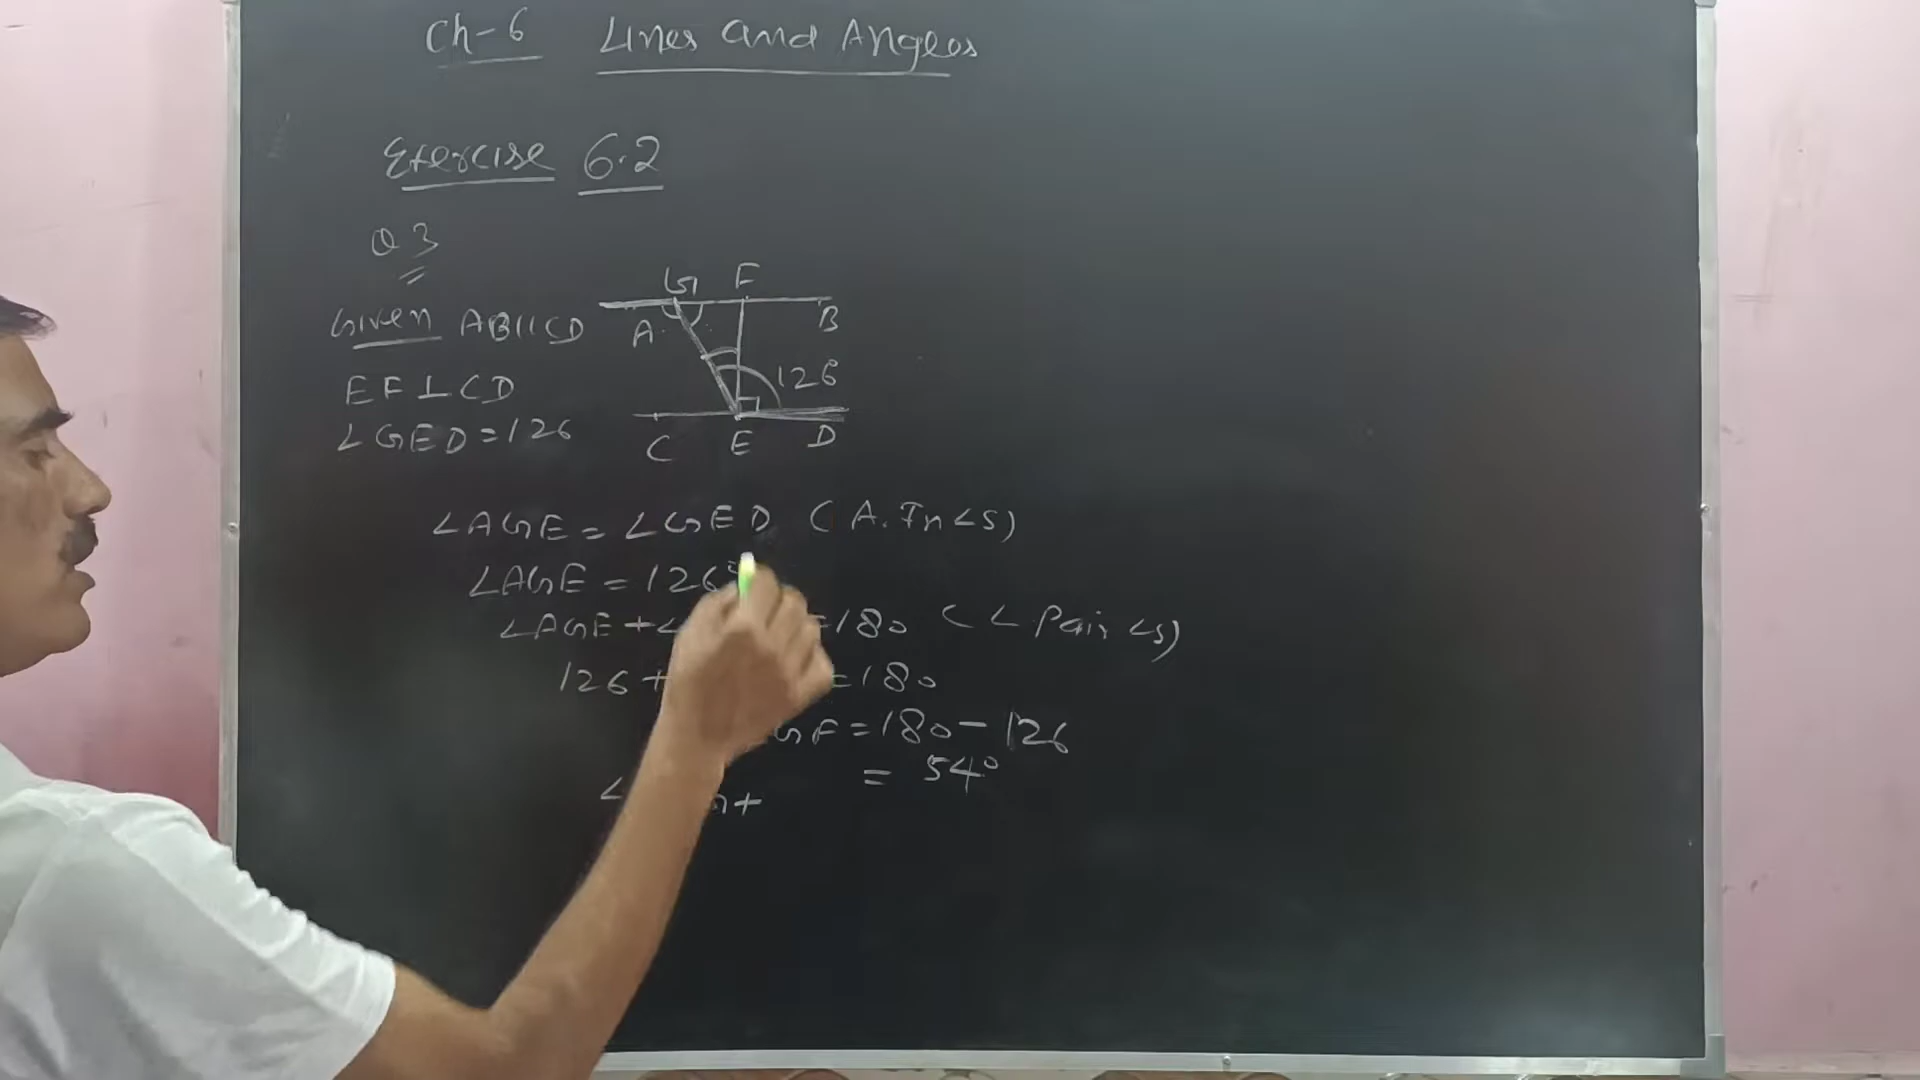 Ch-6 Lines and Angles
Exercise 6.2
Q 3
G F
Given AB||CD
A B
126
EF⊥CD
∠GED=126
C E D
∠AGE=∠GED (A. In ∠s)
∠AGE=126°
∠AGE+∠ =180 (∠ Pair ∠s)
126+ =180
GF=180-126
= 54°
∠ +